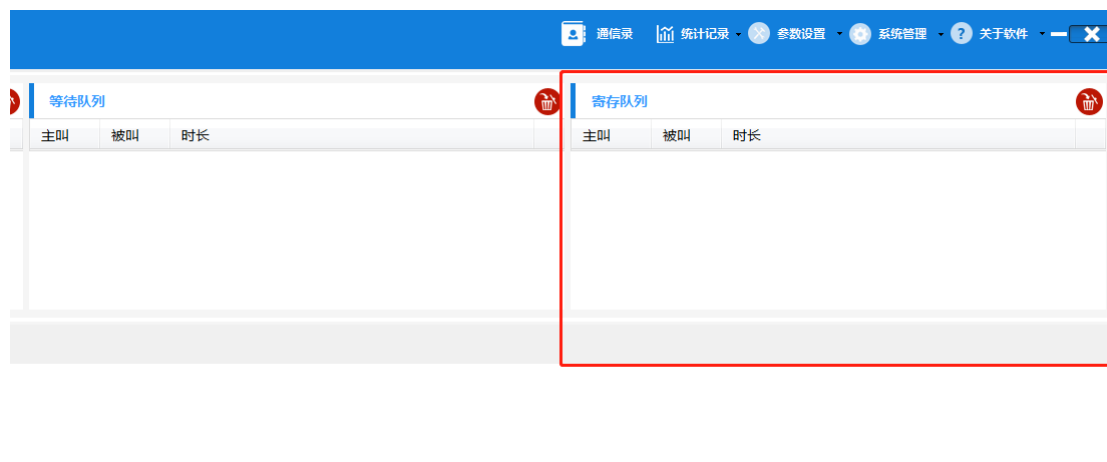 通信录 统计记录 参数设置 系统管理 ? 关于软件
等待队列 寄存队列
主叫 被叫 时长 主叫 被叫 时长